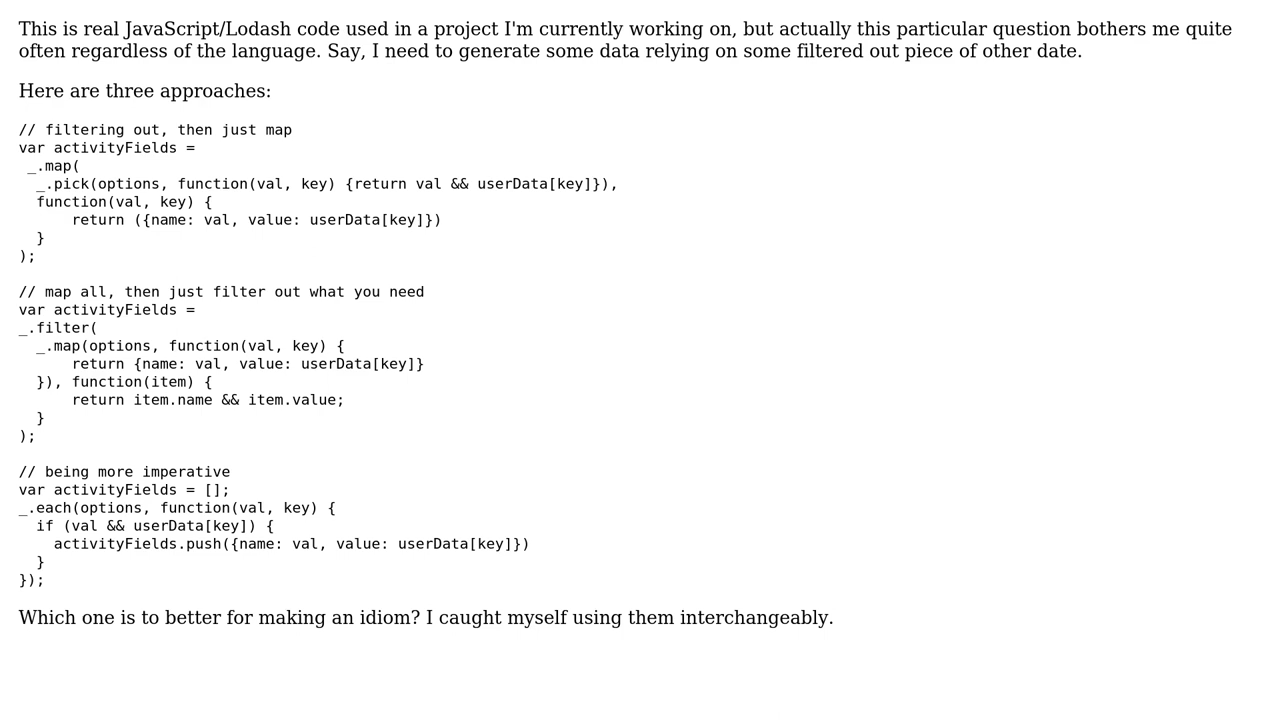 This is real JavaScript/Lodash code used in a project I'm currently working on, but actually this particular question bothers me quite
often regardless of the language. Say, I need to generate some data relying on some filtered out piece of other date.
Here are three approaches:
// filtering out, then just map
var activityFields =
 _.map(
  _.pick(options, function(val, key) {return val && userData[key]}),
  function(val, key) {
      return ({name: val, value: userData[key]})
  }
);
// map all, then just filter out what you need
var activityFields =
_.filter(
  _.map(options, function(val, key) {
      return {name: val, value: userData[key]}
  }), function(item) {
      return item.name && item.value;
  }
);
// being more imperative
var activityFields = [];
_.each(options, function(val, key) {
  if (val && userData[key]) {
    activityFields.push({name: val, value: userData[key]})
  }
});
Which one is to better for making an idiom? I caught myself using them interchangeably.